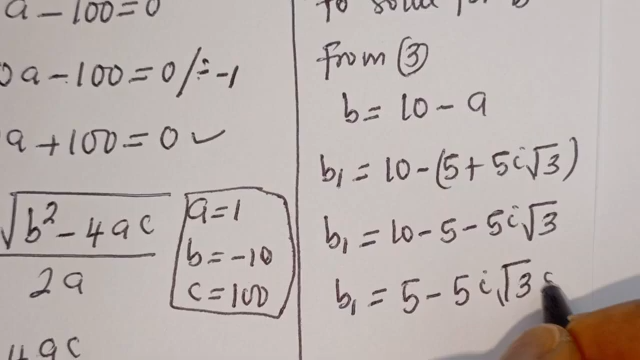 a - 100 = 0
a - 100 = 0 / ÷ -1
a + 100 = 0 ✓
√b² - 4ac
2a
a = 1
b = -10
c = 100
4ac
From ③
b = 10 - a
b₁ = 10 - (5 + 5i√3)
b₁ = 10 - 5 - 5i√3
b₁ = 5 - 5i√3